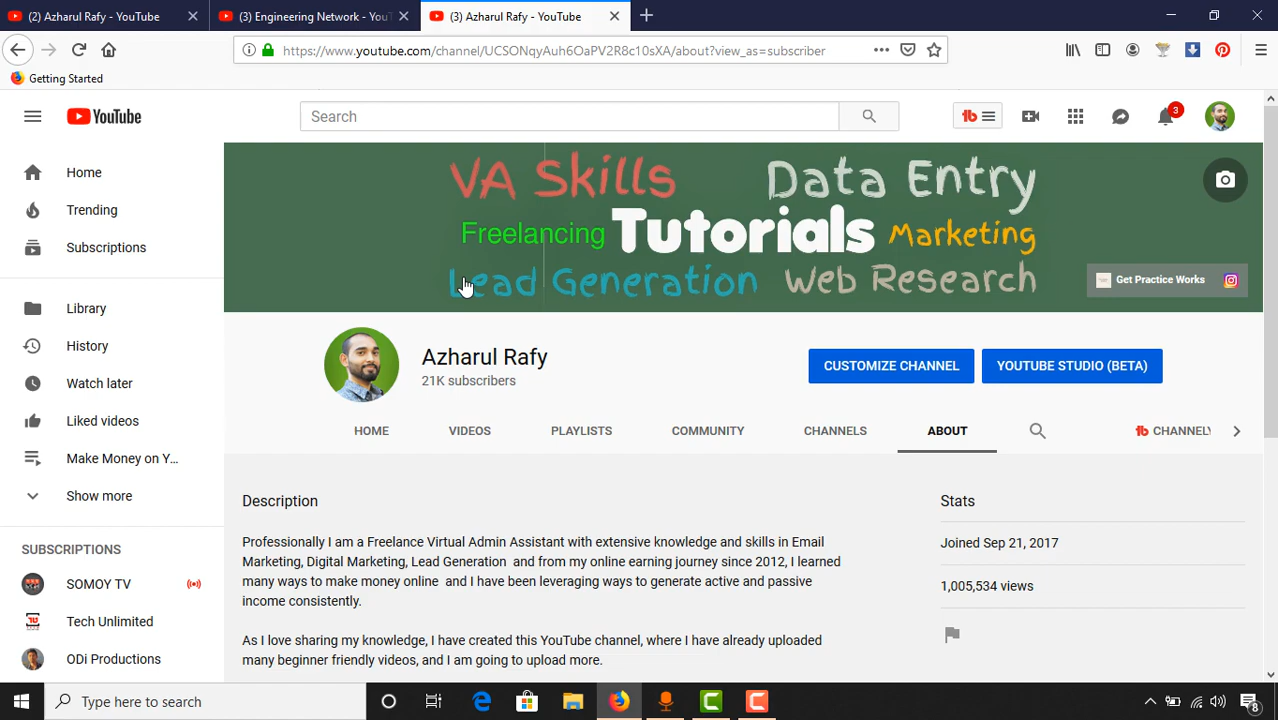 (2) Azharul Rafy - YouTube
(3) Engineering Network - You
(3) Azharul Rafy - YouTube
https://www.youtube.com/channel/UCSONqyAuh6OaPV2R8c10sXA/about?view_as=subscriber
Getting Started
YouTube
Search
3
Home
Trending
Subscriptions
Library
History
Watch later
Liked videos
Make Money on Y...
Show more
SUBSCRIPTIONS
SOMOY TV
Tech Unlimited
ODi Productions
VA Skills
Data Entry
Freelancing
Tutorials
Marketing
Lead Generation
Web Research
Get Practice Works
Azharul Rafy
21K subscribers
CUSTOMIZE CHANNEL
YOUTUBE STUDIO (BETA)
HOME
VIDEOS
PLAYLISTS
COMMUNITY
CHANNELS
ABOUT
CHANNELY
Description
Professionally I am a Freelance Virtual Admin Assistant with extensive knowledge and skills in Email
Marketing, Digital Marketing, Lead Generation and from my online earning journey since 2012, I learned
many ways to make money online and I have been leveraging ways to generate active and passive
income consistently.
As I love sharing my knowledge, I have created this YouTube channel, where I have already uploaded
many beginner friendly videos, and I am going to upload more.
Stats
Joined Sep 21, 2017
1,005,534 views
Type here to search
8